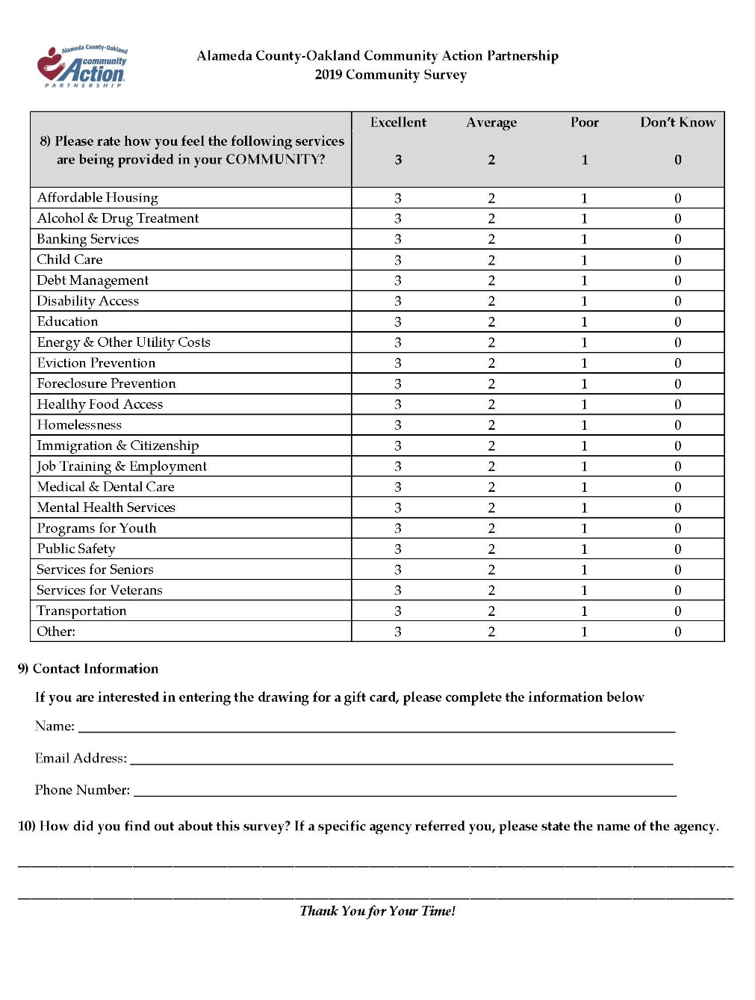 Alameda County-Oakland
community
Action
PARTNERSHIP
Alameda County-Oakland Community Action Partnership
2019 Community Survey
8) Please rate how you feel the following services are being provided in your COMMUNITY?
Excellent Average Poor Don't Know
3 2 1 0
Affordable Housing 3 2 1 0
Alcohol & Drug Treatment 3 2 1 0
Banking Services 3 2 1 0
Child Care 3 2 1 0
Debt Management 3 2 1 0
Disability Access 3 2 1 0
Education 3 2 1 0
Energy & Other Utility Costs 3 2 1 0
Eviction Prevention 3 2 1 0
Foreclosure Prevention 3 2 1 0
Healthy Food Access 3 2 1 0
Homelessness 3 2 1 0
Immigration & Citizenship 3 2 1 0
Job Training & Employment 3 2 1 0
Medical & Dental Care 3 2 1 0
Mental Health Services 3 2 1 0
Programs for Youth 3 2 1 0
Public Safety 3 2 1 0
Services for Seniors 3 2 1 0
Services for Veterans 3 2 1 0
Transportation 3 2 1 0
Other: 3 2 1 0
9) Contact Information
If you are interested in entering the drawing for a gift card, please complete the information below
Name:
Email Address:
Phone Number:
10) How did you find out about this survey? If a specific agency referred you, please state the name of the agency.
Thank You for Your Time!